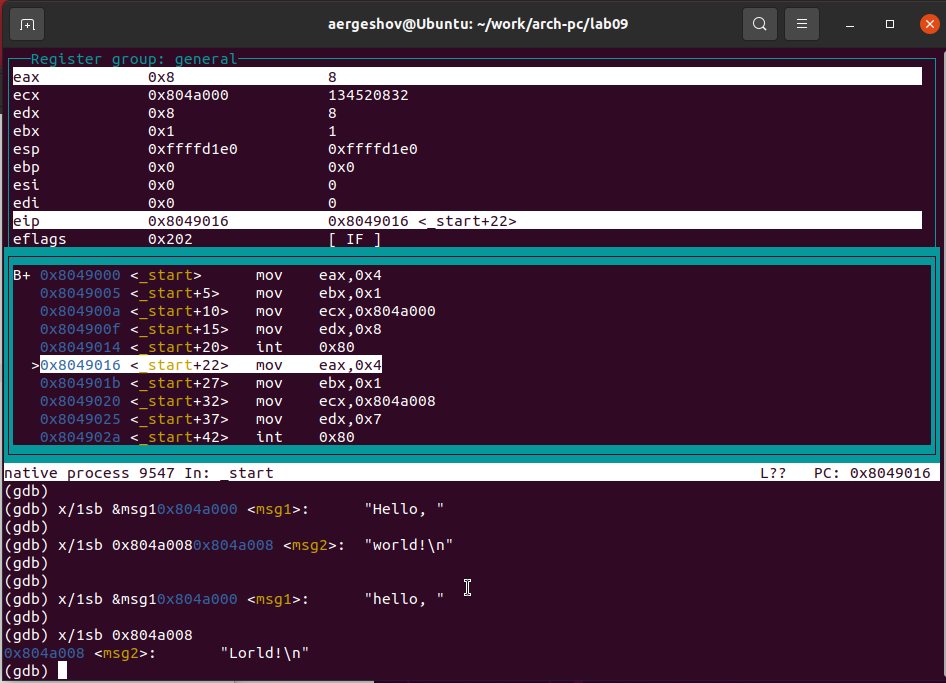 aergeshov@Ubuntu: ~/work/arch-pc/lab09
Register group: general
eax 0x8 8
ecx 0x804a000 134520832
edx 0x8 8
ebx 0x1 1
esp 0xffffd1e0 0xffffd1e0
ebp 0x0 0x0
esi 0x0 0
edi 0x0 0
eip 0x8049016 0x8049016 <_start+22>
eflags 0x202 [ IF ]
B+ 0x8049000 <_start> mov eax,0x4
0x8049005 <_start+5> mov ebx,0x1
0x804900a <_start+10> mov ecx,0x804a000
0x804900f <_start+15> mov edx,0x8
0x8049014 <_start+20> int 0x80
>0x8049016 <_start+22> mov eax,0x4
0x804901b <_start+27> mov ebx,0x1
0x8049020 <_start+32> mov ecx,0x804a008
0x8049025 <_start+37> mov edx,0x7
0x804902a <_start+42> int 0x80
native process 9547 In: _start L?? PC: 0x8049016
(gdb)
(gdb) x/1sb &msg10x804a000 <msg1>: "Hello, "
(gdb)
(gdb) x/1sb 0x804a0080x804a008 <msg2>: "world!\n"
(gdb)
(gdb)
(gdb) x/1sb &msg10x804a000 <msg1>: "hello, "
(gdb)
(gdb) x/1sb 0x804a008
0x804a008 <msg2>: "Lorld!\n"
(gdb)